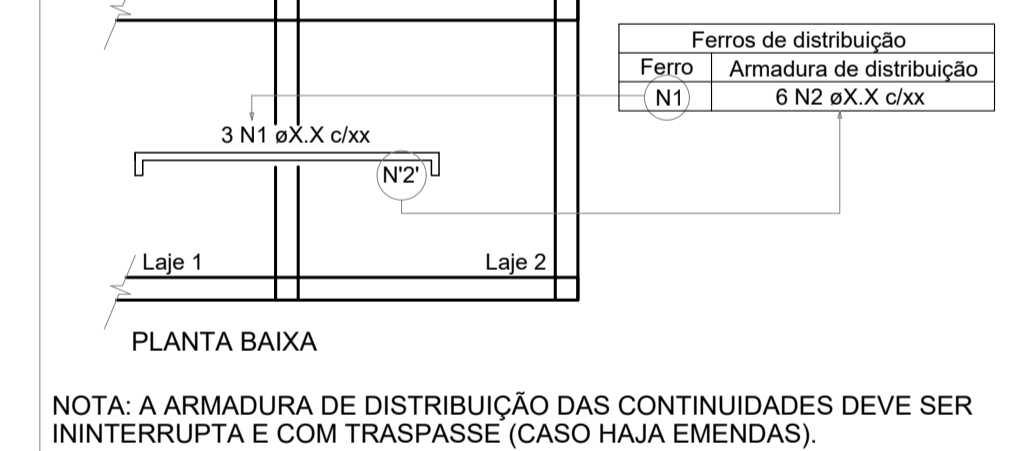 Ferros de distribuição
Ferro Armadura de distribuição
N1 6 N2 øX.X c/xx
3 N1 øX.X c/xx
N'2'
Laje 1 Laje 2
PLANTA BAIXA
NOTA: A ARMADURA DE DISTRIBUIÇÃO DAS CONTINUIDADES DEVE SER
ININTERRUPTA E COM TRASPASSE (CASO HAJA EMENDAS).